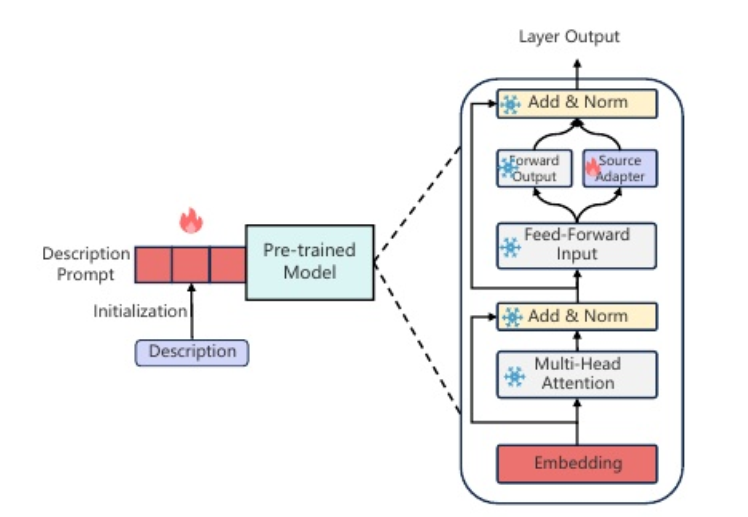 Layer Output
Add & Norm
Forward
Output
Source
Adapter
Feed-Forward
Input
Description
Prompt
Pre-trained
Model
Initialization
Description
Add & Norm
Multi-Head
Attention
Embedding